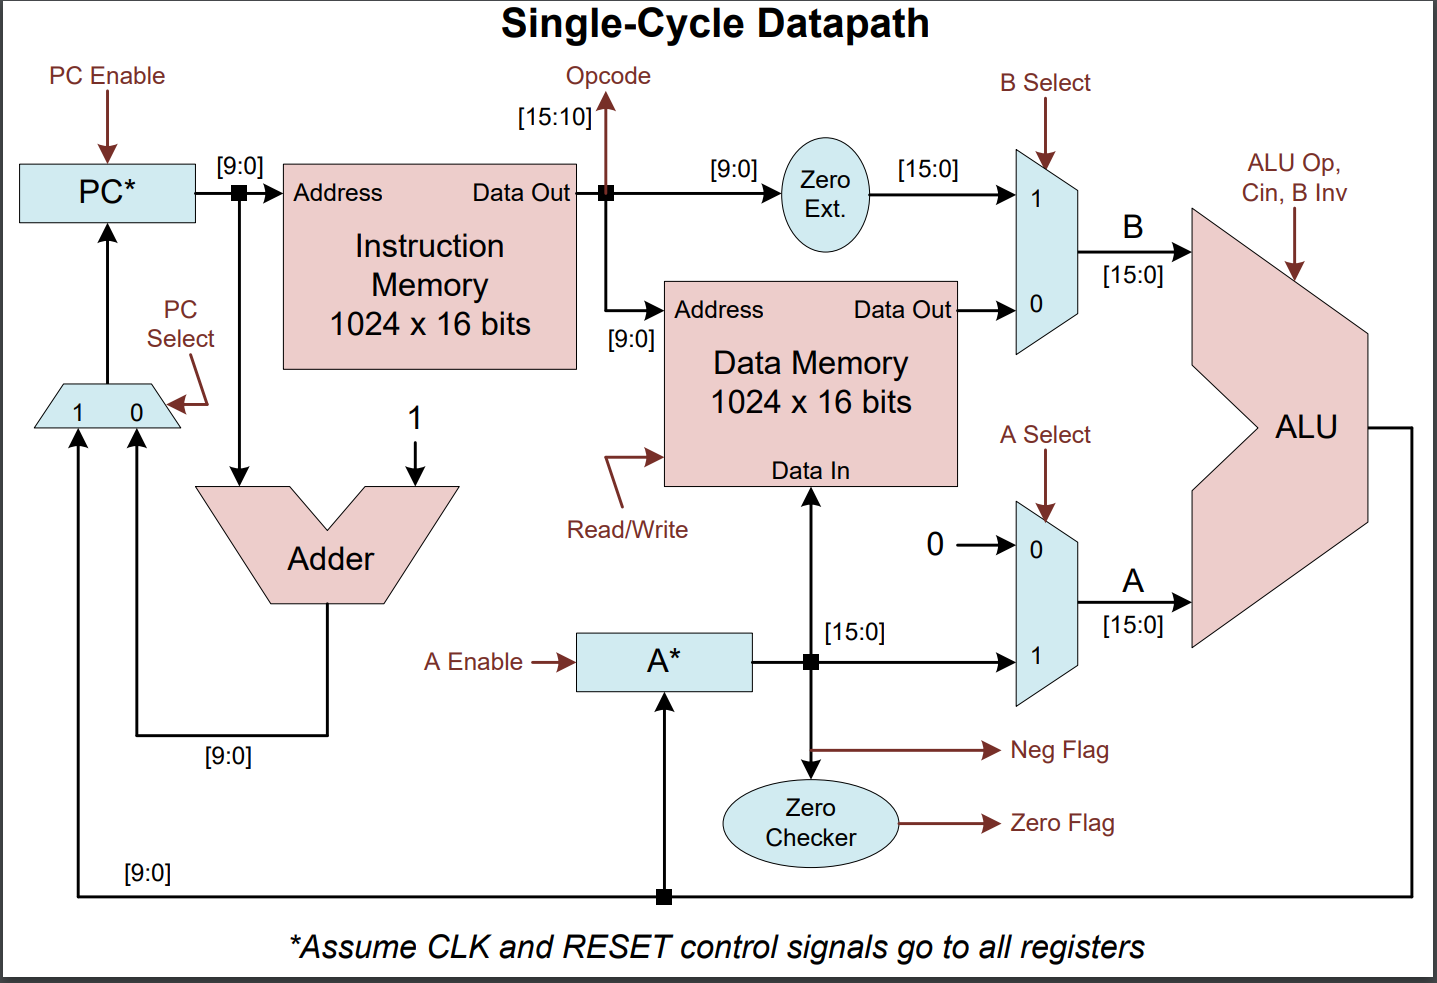 Single-Cycle Datapath
PC Enable
Opcode
B Select
[15:10]
ALU Op,
Cin, B Inv
PC*
[9:0]
Address
Data Out
[9:0]
Zero
Ext.
[15:0]
1
B
[15:0]
0
Instruction
Memory
1024 x 16 bits
PC
Select
[9:0]
Address
Data Out
Data Memory
1024 x 16 bits
Data In
1
0
1
ALU
A Select
Read/Write
Adder
0
0
A
[15:0]
A Enable
A*
[15:0]
1
[9:0]
Neg Flag
Zero
Checker
Zero Flag
[9:0]
*Assume CLK and RESET control signals go to all registers